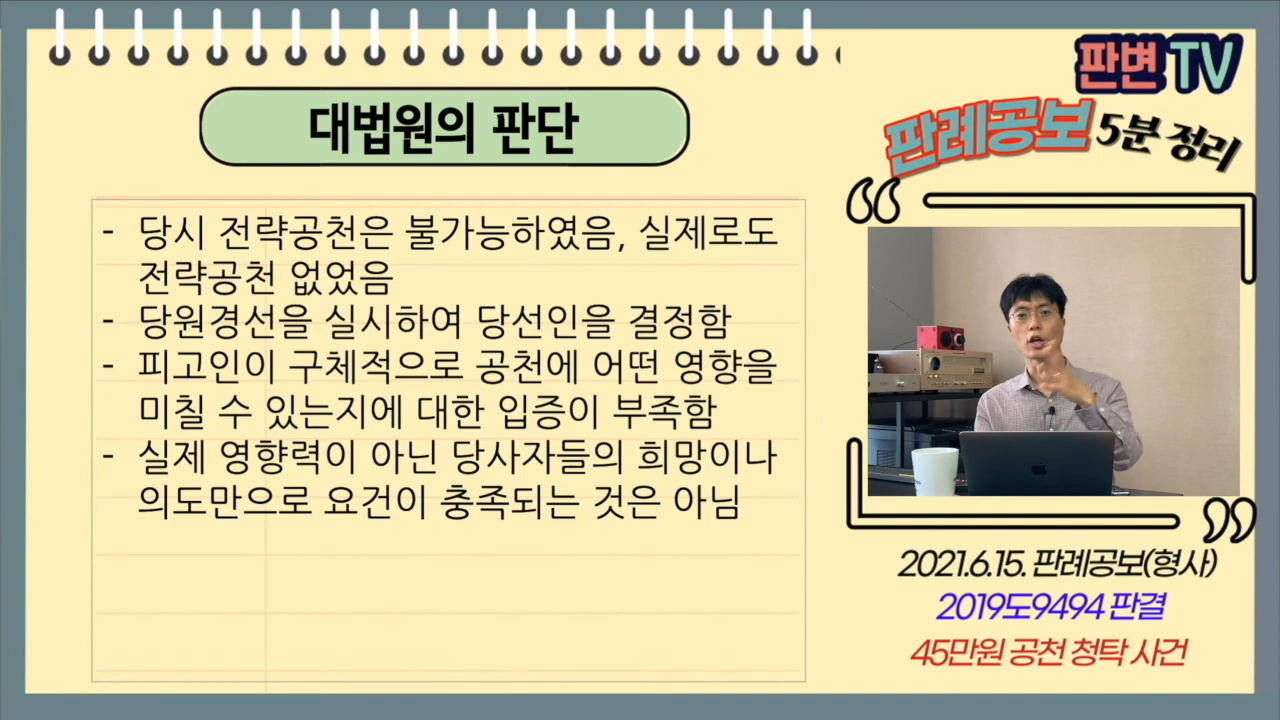 판변 TV
판례공보 5분 정리
대법원의 판단
- 당시 전략공천은 불가능하였음, 실제로도
전략공천 없었음
- 당원경선을 실시하여 당선인을 결정함
- 피고인이 구체적으로 공천에 어떤 영향을
미칠 수 있는지에 대한 입증이 부족함
- 실제 영향력이 아닌 당사자들의 희망이나
의도만으로 요건이 충족되는 것은 아님
2021.6.15. 판례공보(형사)
2019도9494 판결
45만원 공천 청탁 사건